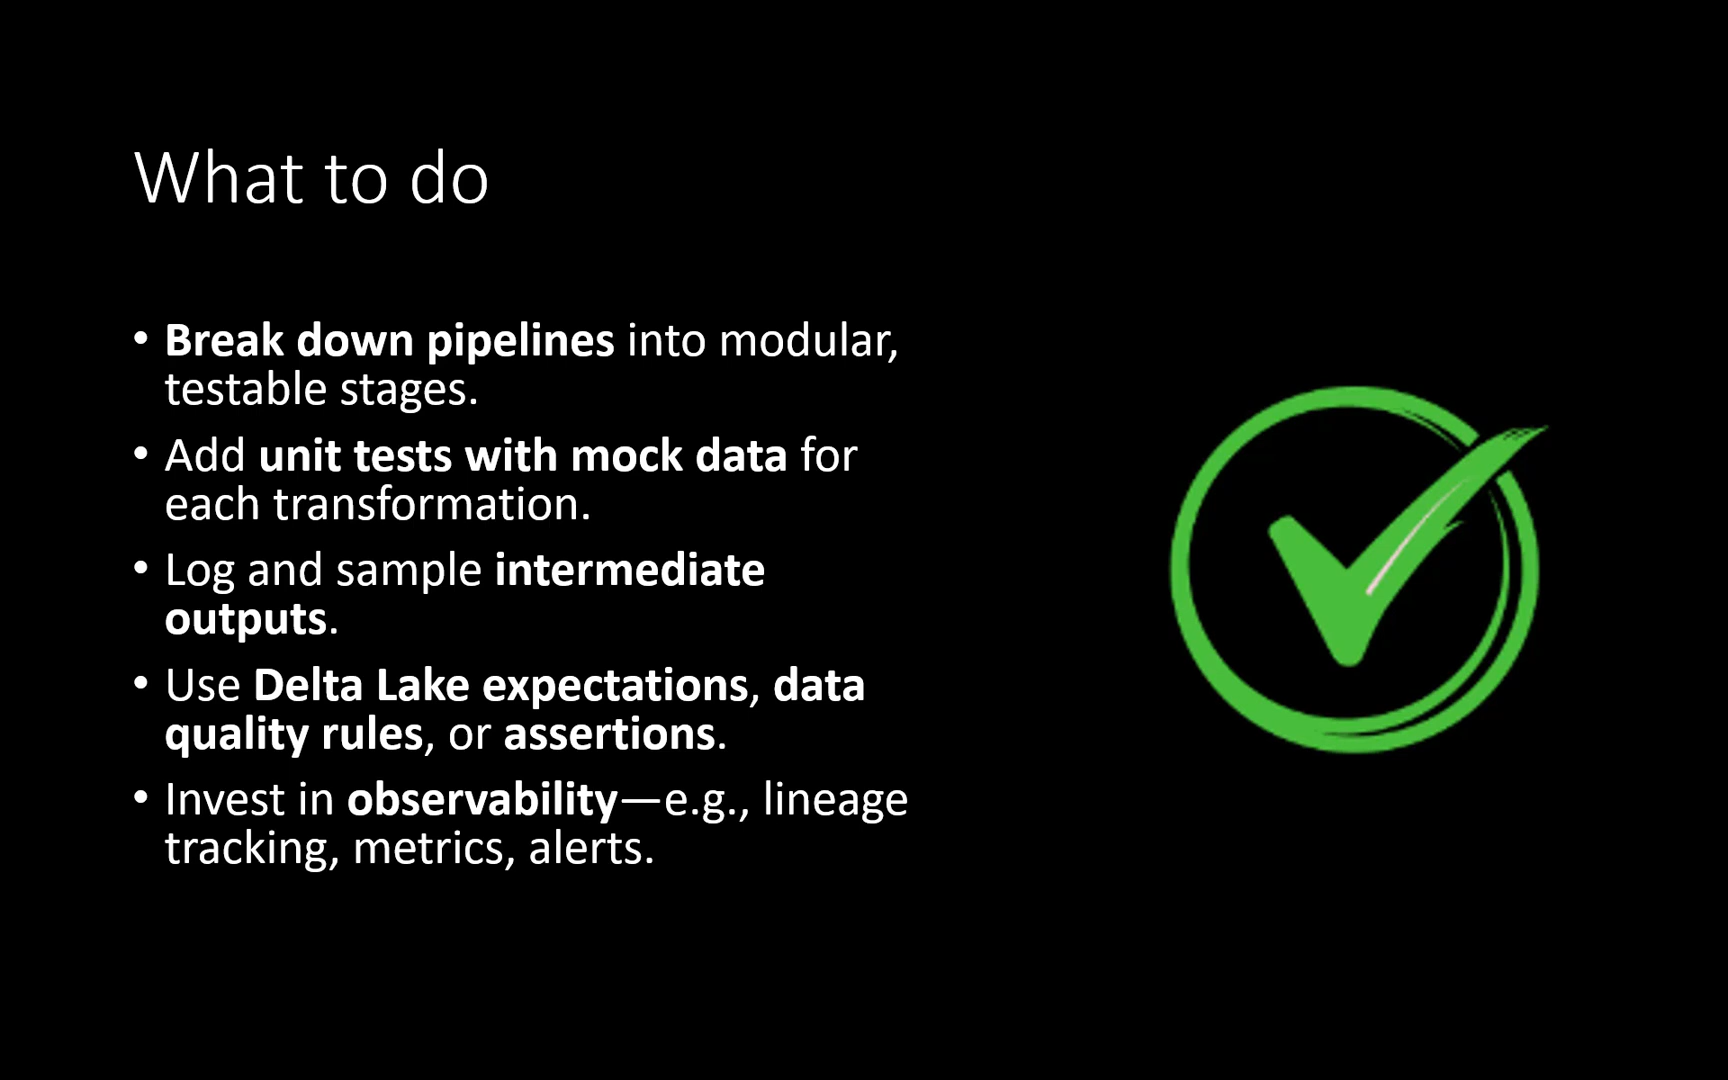 What to do
• Break down pipelines into modular,
testable stages.
• Add unit tests with mock data for
each transformation.
• Log and sample intermediate
outputs.
• Use Delta Lake expectations, data
quality rules, or assertions.
• Invest in observability—e.g., lineage
tracking, metrics, alerts.